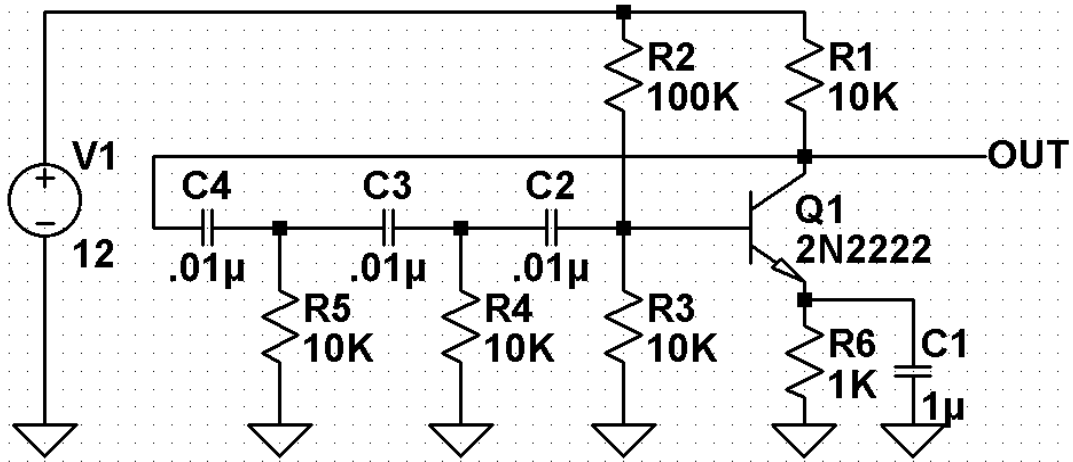 R2
100K
R1
10K
V1
12
OUT
C4
.01µ
C3
.01µ
C2
.01µ
Q1
2N2222
R5
10K
R4
10K
R3
10K
R6
1K
C1
1µ
+
−